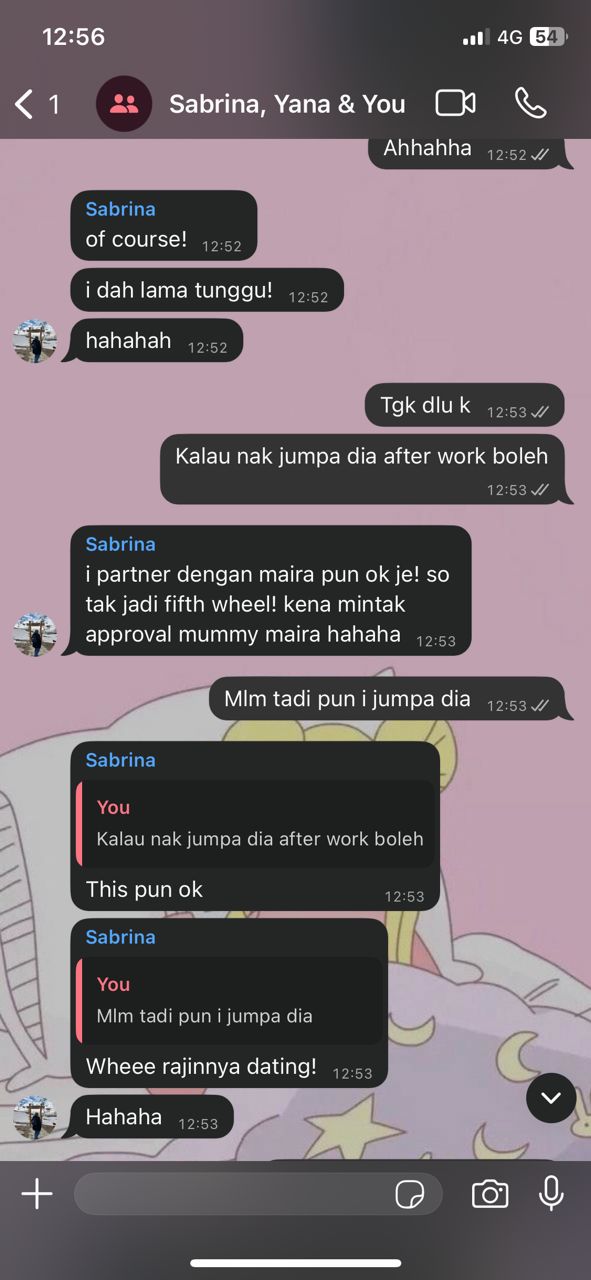 12:56
4G 54
1
Sabrina, Yana & You
Ahhahha 12:52
Sabrina
of course! 12:52
i dah lama tunggu! 12:52
hahahah 12:52
Tgk dlu k 12:53
Kalau nak jumpa dia after work boleh
12:53
Sabrina
i partner dengan maira pun ok je! so
tak jadi fifth wheel! kena mintak
approval mummy maira hahaha 12:53
Mlm tadi pun i jumpa dia 12:53
Sabrina
You
Kalau nak jumpa dia after work boleh
This pun ok 12:53
Sabrina
You
Mlm tadi pun i jumpa dia
Wheee rajinnya dating! 12:53
Hahaha 12:53